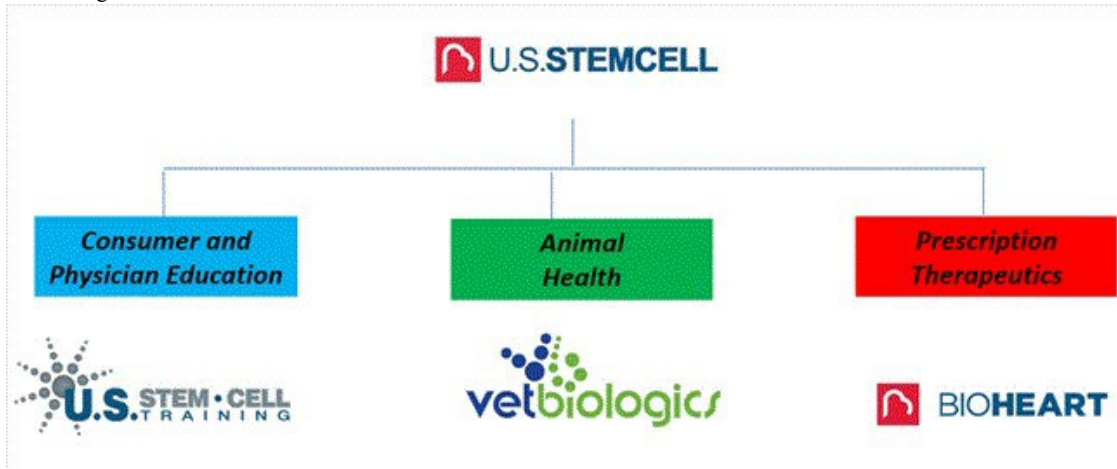 U.S.STEMCELL
Consumer and
Physician Education
Animal
Health
Prescription
Therapeutics
U.S. STEM•CELL
TRAINING
vetbiologics
BIOHEART